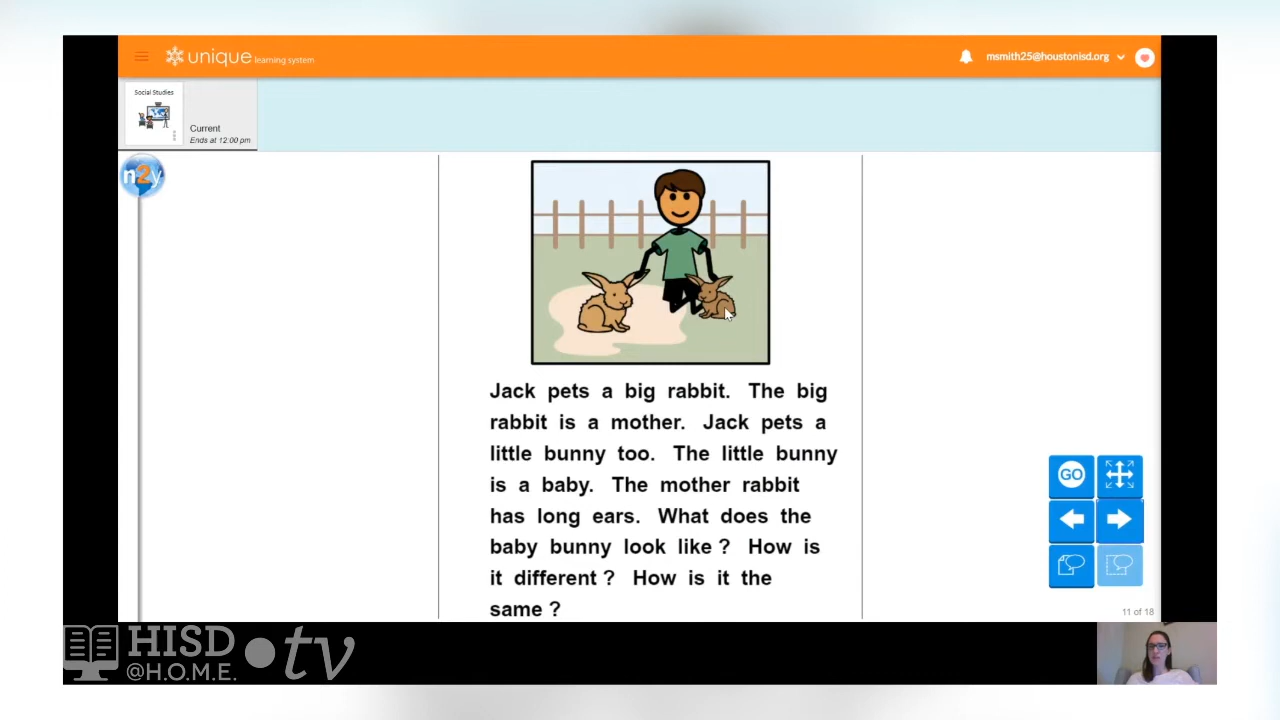 unique learning system
msmith25@houstonisd.org
Social Studies
Current
Ends at 12:00 pm
n2y
Jack pets a big rabbit. The big
rabbit is a mother. Jack pets a
little bunny too. The little bunny
is a baby. The mother rabbit
has long ears. What does the
baby bunny look like ? How is
it different ? How is it the
same ?
GO
11 of 18
HISD
@H.O.M.E.
tv